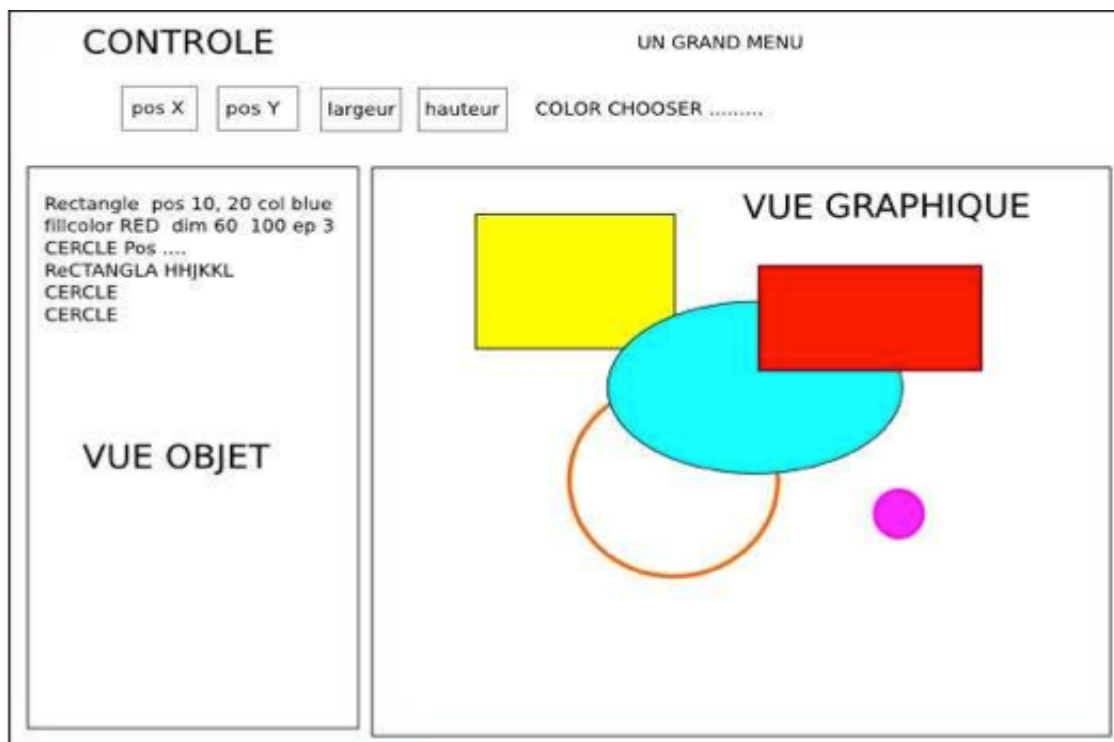 CONTROLE
UN GRAND MENU
pos X
pos Y
largeur
hauteur
COLOR CHOOSER .........
Rectangle pos 10, 20 col blue
fillcolor RED dim 60 100 ep 3
CERCLE Pos ....
ReCTANGLA HHJKKL
CERCLE
CERCLE
VUE OBJET
VUE GRAPHIQUE